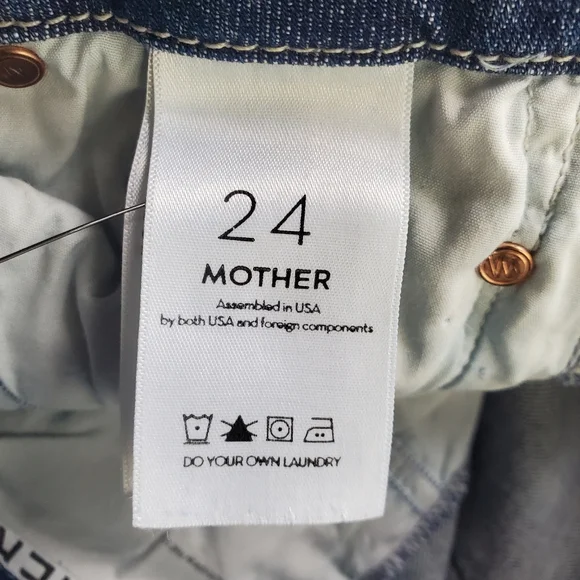 24
MOTHER
Assembled in USA
by both USA and foreign components
DO YOUR OWN LAUNDRY